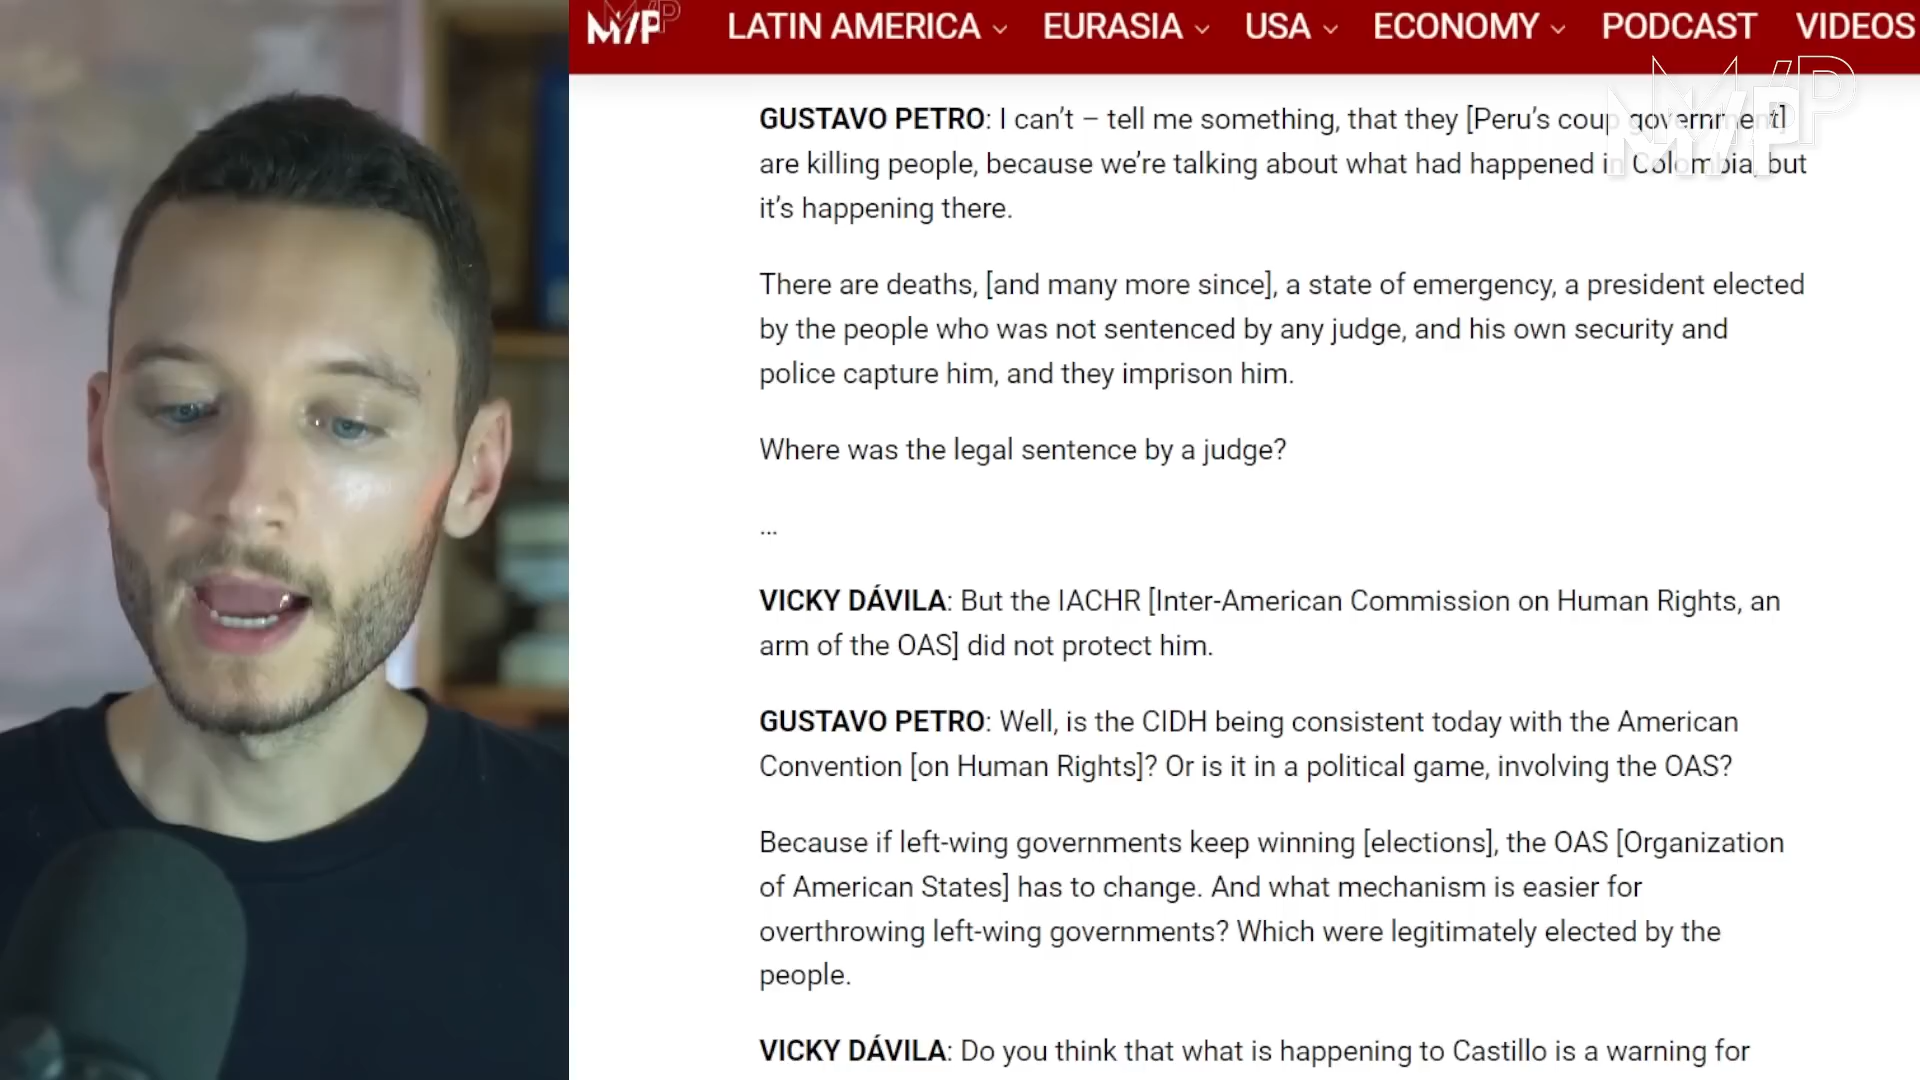 M/P LATIN AMERICA EURASIA USA ECONOMY PODCAST VIDEOS
M/P
GUSTAVO PETRO: I can’t – tell me something, that they [Peru’s coup government]
are killing people, because we’re talking about what had happened in Colombia, but
it’s happening there.
There are deaths, [and many more since], a state of emergency, a president elected
by the people who was not sentenced by any judge, and his own security and
police capture him, and they imprison him.
Where was the legal sentence by a judge?
…
VICKY DÁVILA: But the IACHR [Inter-American Commission on Human Rights, an
arm of the OAS] did not protect him.
GUSTAVO PETRO: Well, is the CIDH being consistent today with the American
Convention [on Human Rights]? Or is it in a political game, involving the OAS?
Because if left-wing governments keep winning [elections], the OAS [Organization
of American States] has to change. And what mechanism is easier for
overthrowing left-wing governments? Which were legitimately elected by the
people.
VICKY DÁVILA: Do you think that what is happening to Castillo is a warning for